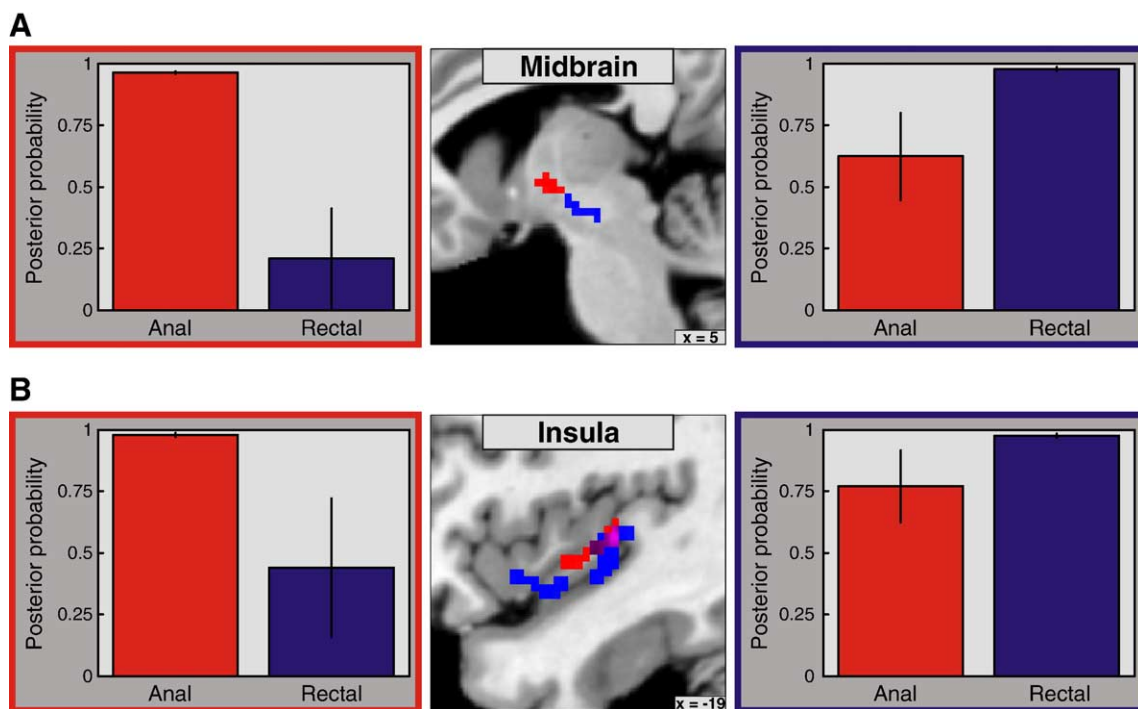 A
Posterior probability
1
0.75
0.5
0.25
0
Anal
Rectal
Midbrain
x = 5
Posterior probability
1
0.75
0.5
0.25
0
Anal
Rectal
B
Posterior probability
1
0.75
0.5
0.25
0
Anal
Rectal
Insula
x = -19
Posterior probability
1
0.75
0.5
0.25
0
Anal
Rectal